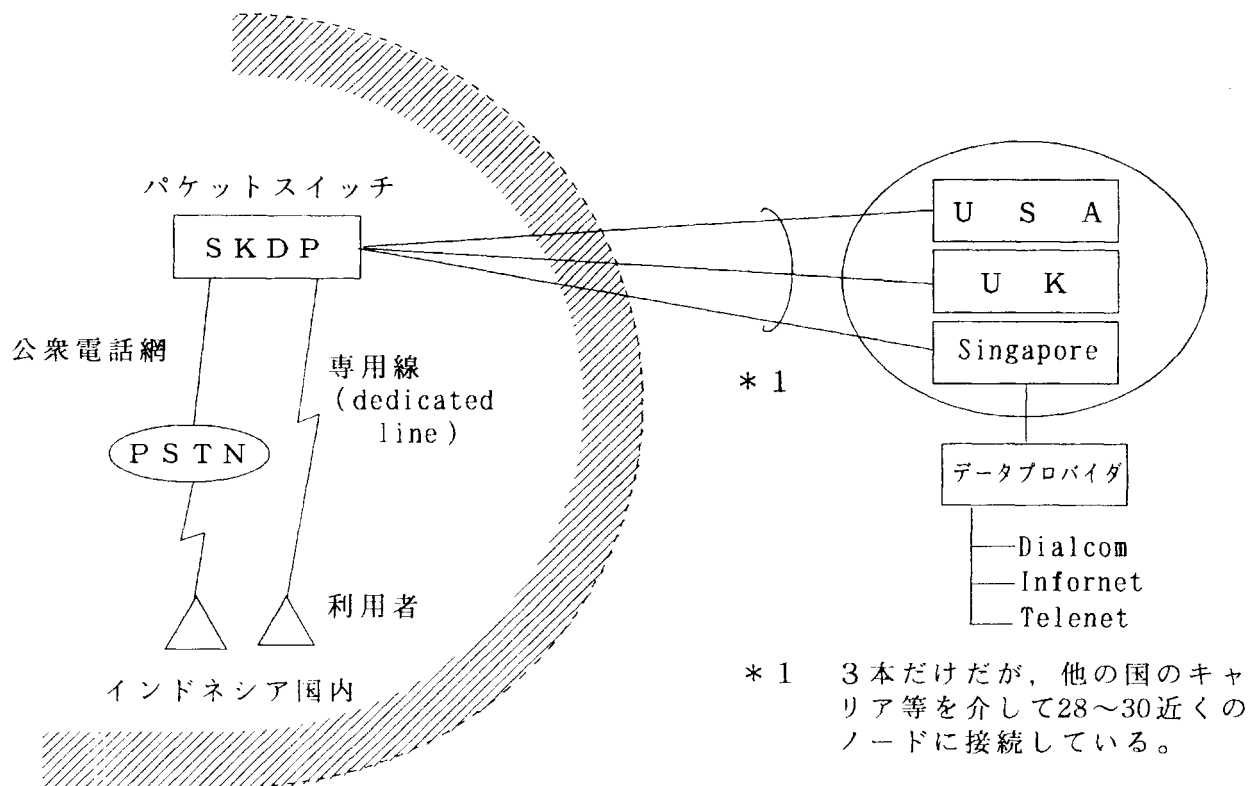 パケットスイッチ
SKDP
公衆電話網
専用線
(dedicated
line)
PSTN
利用者
インドネシア国内
*1
USA
UK
Singapore
データプロバイダ
Dialcom
Infornet
Telenet
*1 3本だけだが,他の国のキャ
リア等を介して28〜30近くの
ノードに接続している。